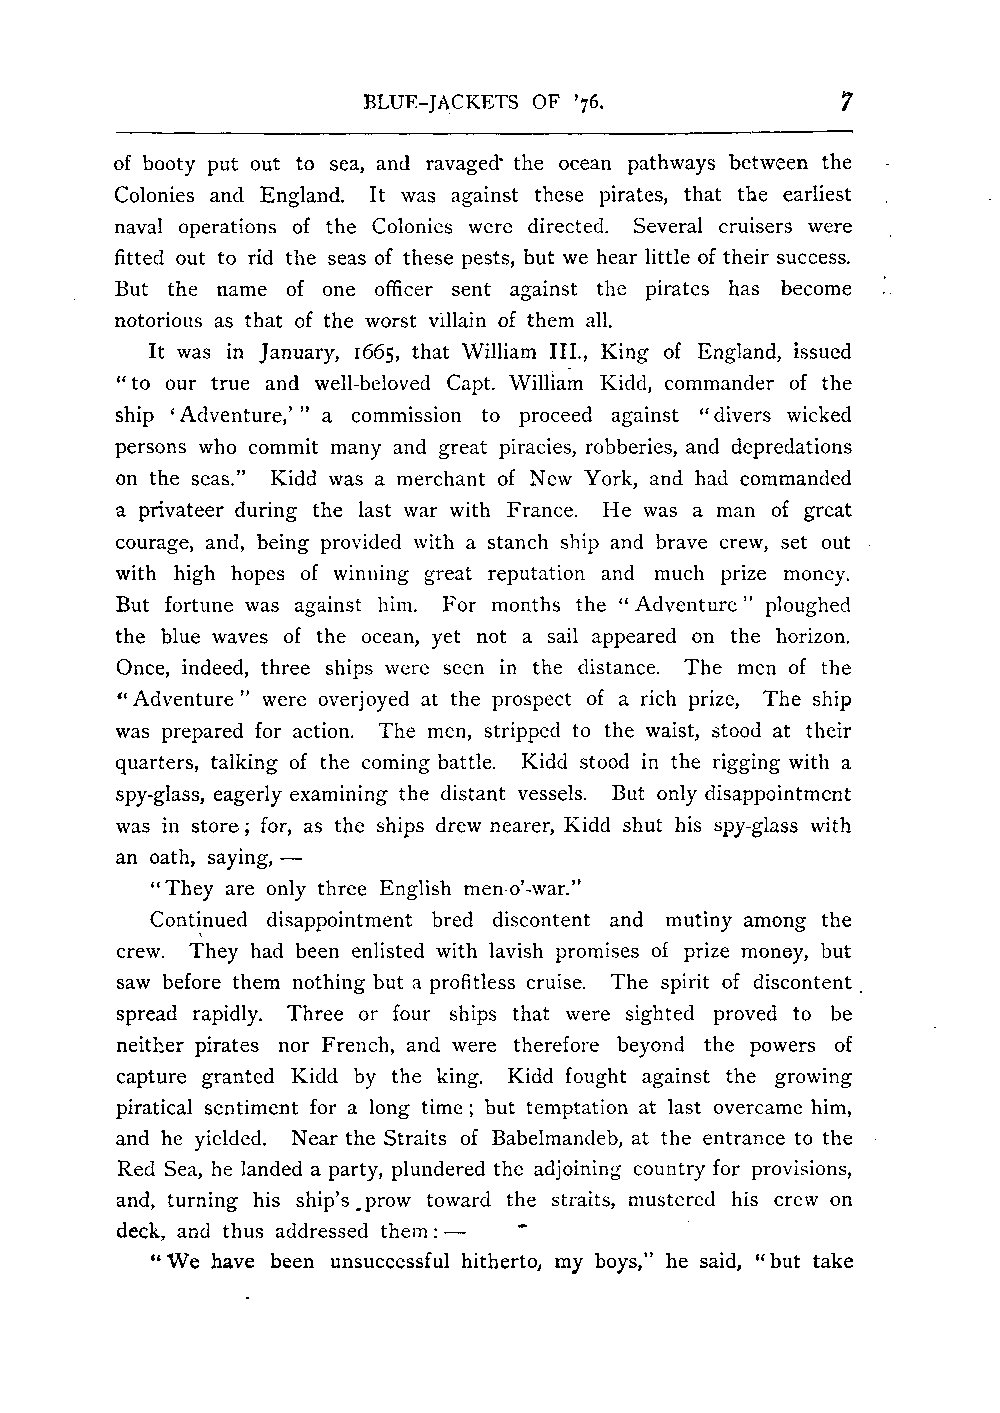 BLUE-JACKETS OF ’76. 7
of booty put out to sea, and ravaged the ocean pathways between the
Colonies and England. It was against these pirates, that the earliest
naval operations of the Colonies were directed. Several cruisers were
fitted out to rid the seas of these pests, but we hear little of their success.
But the name of one officer sent against the pirates has become
notorious as that of the worst villain of them all.
It was in January, 1665, that William III., King of England, issued
“to our true and well-beloved Capt. William Kidd, commander of the
ship ‘Adventure,’ ” a commission to proceed against “divers wicked
persons who commit many and great piracies, robberies, and depredations
on the seas.” Kidd was a merchant of New York, and had commanded
a privateer during the last war with France. He was a man of great
courage, and, being provided with a stanch ship and brave crew, set out
with high hopes of winning great reputation and much prize money.
But fortune was against him. For months the “Adventure” ploughed
the blue waves of the ocean, yet not a sail appeared on the horizon.
Once, indeed, three ships were seen in the distance. The men of the
“Adventure” were overjoyed at the prospect of a rich prize, The ship
was prepared for action. The men, stripped to the waist, stood at their
quarters, talking of the coming battle. Kidd stood in the rigging with a
spy-glass, eagerly examining the distant vessels. But only disappointment
was in store; for, as the ships drew nearer, Kidd shut his spy-glass with
an oath, saying, —
“They are only three English men-o’-war.”
Continued disappointment bred discontent and mutiny among the
crew. They had been enlisted with lavish promises of prize money, but
saw before them nothing but a profitless cruise. The spirit of discontent
spread rapidly. Three or four ships that were sighted proved to be
neither pirates nor French, and were therefore beyond the powers of
capture granted Kidd by the king. Kidd fought against the growing
piratical sentiment for a long time; but temptation at last overcame him,
and he yielded. Near the Straits of Babelmandeb, at the entrance to the
Red Sea, he landed a party, plundered the adjoining country for provisions,
and, turning his ship’s prow toward the straits, mustered his crew on
deck, and thus addressed them: —
“We have been unsuccessful hitherto, my boys,” he said, “but take